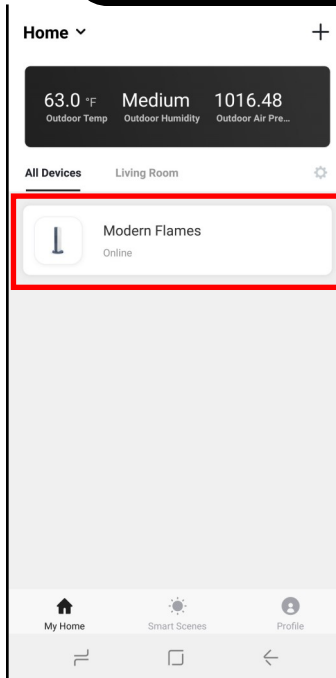 Home
63.0 °F Medium 1016.48
Outdoor Temp Outdoor Humidity Outdoor Air Pre...
All Devices Living Room
Modern Flames
Online
My Home Smart Scenes Profile